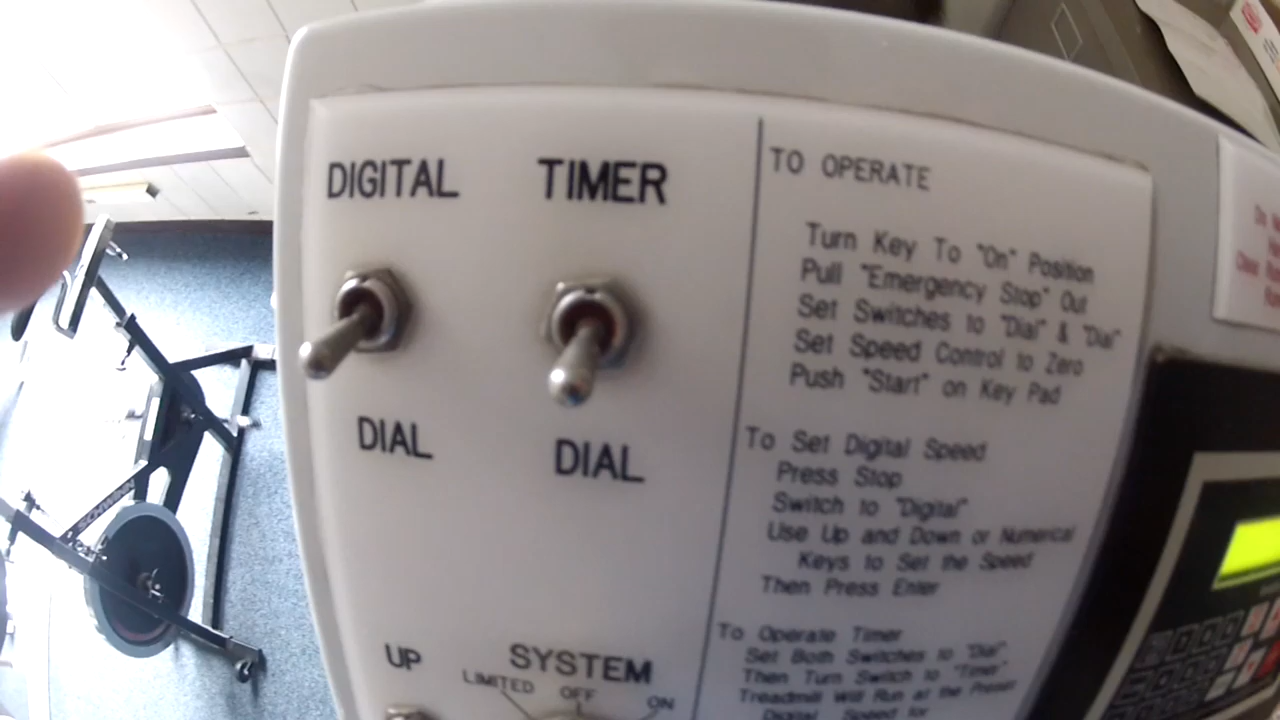 DIGITAL TIMER
DIAL DIAL
UP SYSTEM
LIMITED OFF ON
TO OPERATE
Turn Key To "On" Position
Pull "Emergency Stop" Out
Set Switches to "Dial" & "Dial"
Set Speed Control to Zero
Push "Start" on Key Pad
To Set Digital Speed
Press Stop
Switch to "Digital"
Use Up and Down or Numerical
Keys to Set the Speed
Then Press Enter
To Operate Timer
Set Both Switches to "Dial"
Then Turn Switch to "Timer"
Treadmill Will Run at the Preset
Digital Speed for
SCHWINN